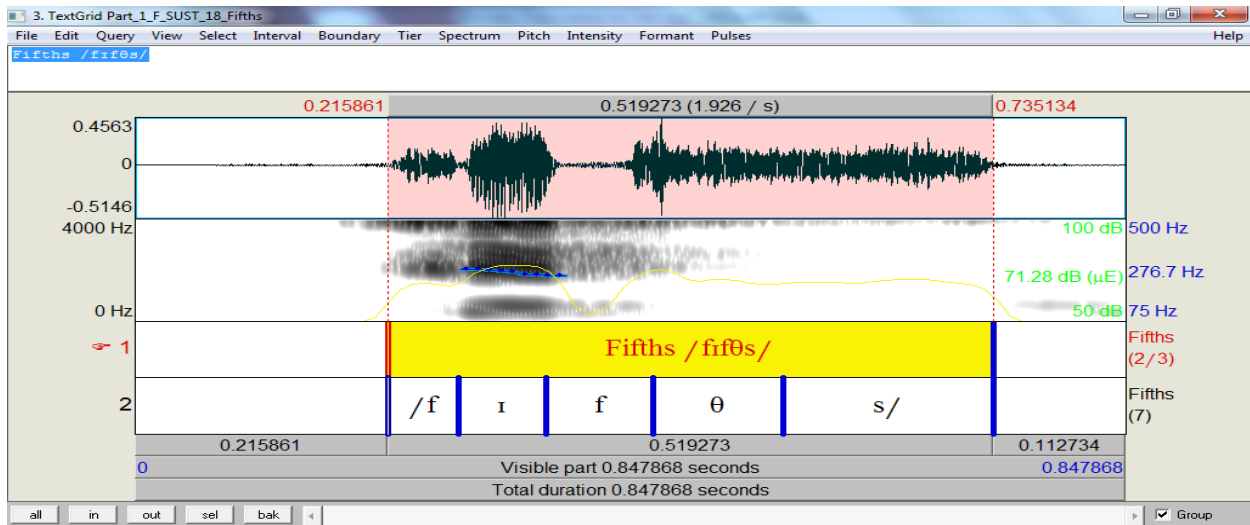 3. TextGrid Part_1_F_SUST_18_Fifths
File Edit Query View Select Interval Boundary Tier Spectrum Pitch Intensity Formant Pulses Help
Fifths /fɪfθs/
0.215861 0.519273 (1.926 / s) 0.735134
0.4563
0
-0.5146
4000 Hz 100 dB 500 Hz
71.28 dB (µE) 276.7 Hz
0 Hz 50 dB 75 Hz
☞ 1 Fifths /fɪfθs/ Fifths
(2/3)
2 /f ɪ f θ s/ Fifths
(7)
0.215861 0.519273 0.112734
0 Visible part 0.847868 seconds 0.847868
Total duration 0.847868 seconds
all in out sel bak Group